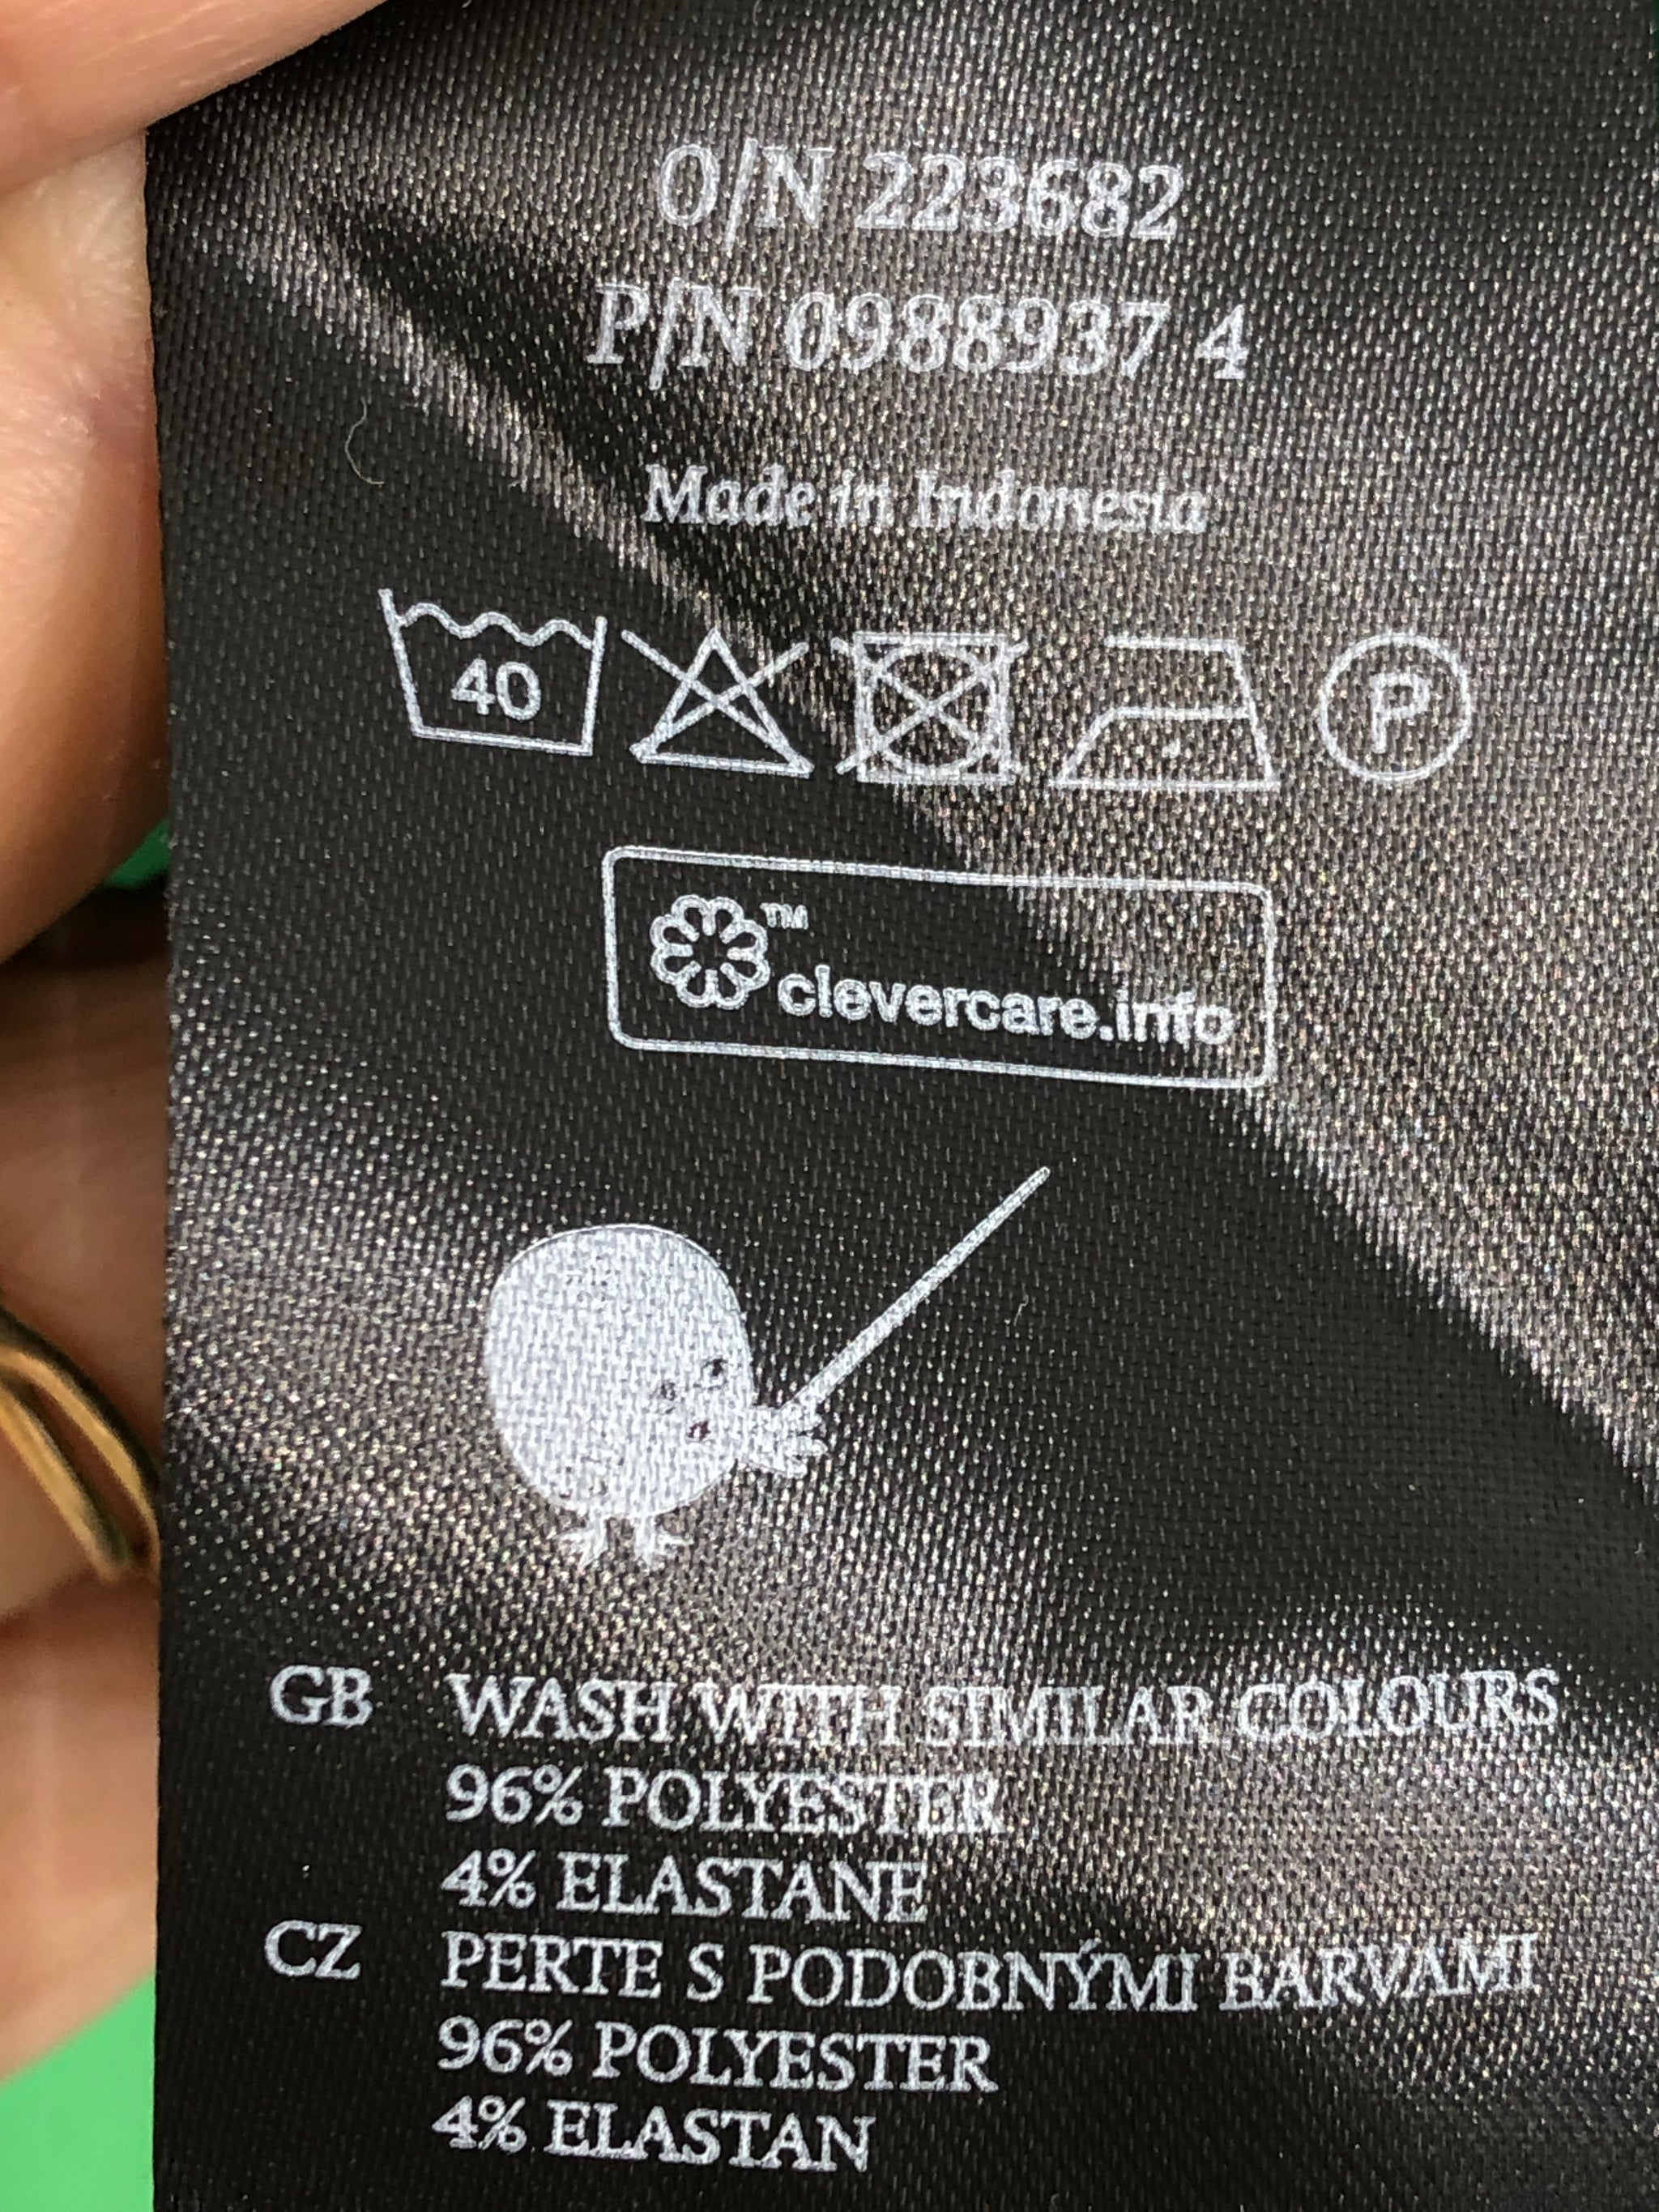 O/N 223682
P/N 0988937 4
Made in Indonesia
40
P
™
clevercare.info
GB WASH WITH SIMILAR COLOURS
96% POLYESTER
4% ELASTANE
CZ PERTE S PODOBNÝMI BARVAMI
96% POLYESTER
4% ELASTAN